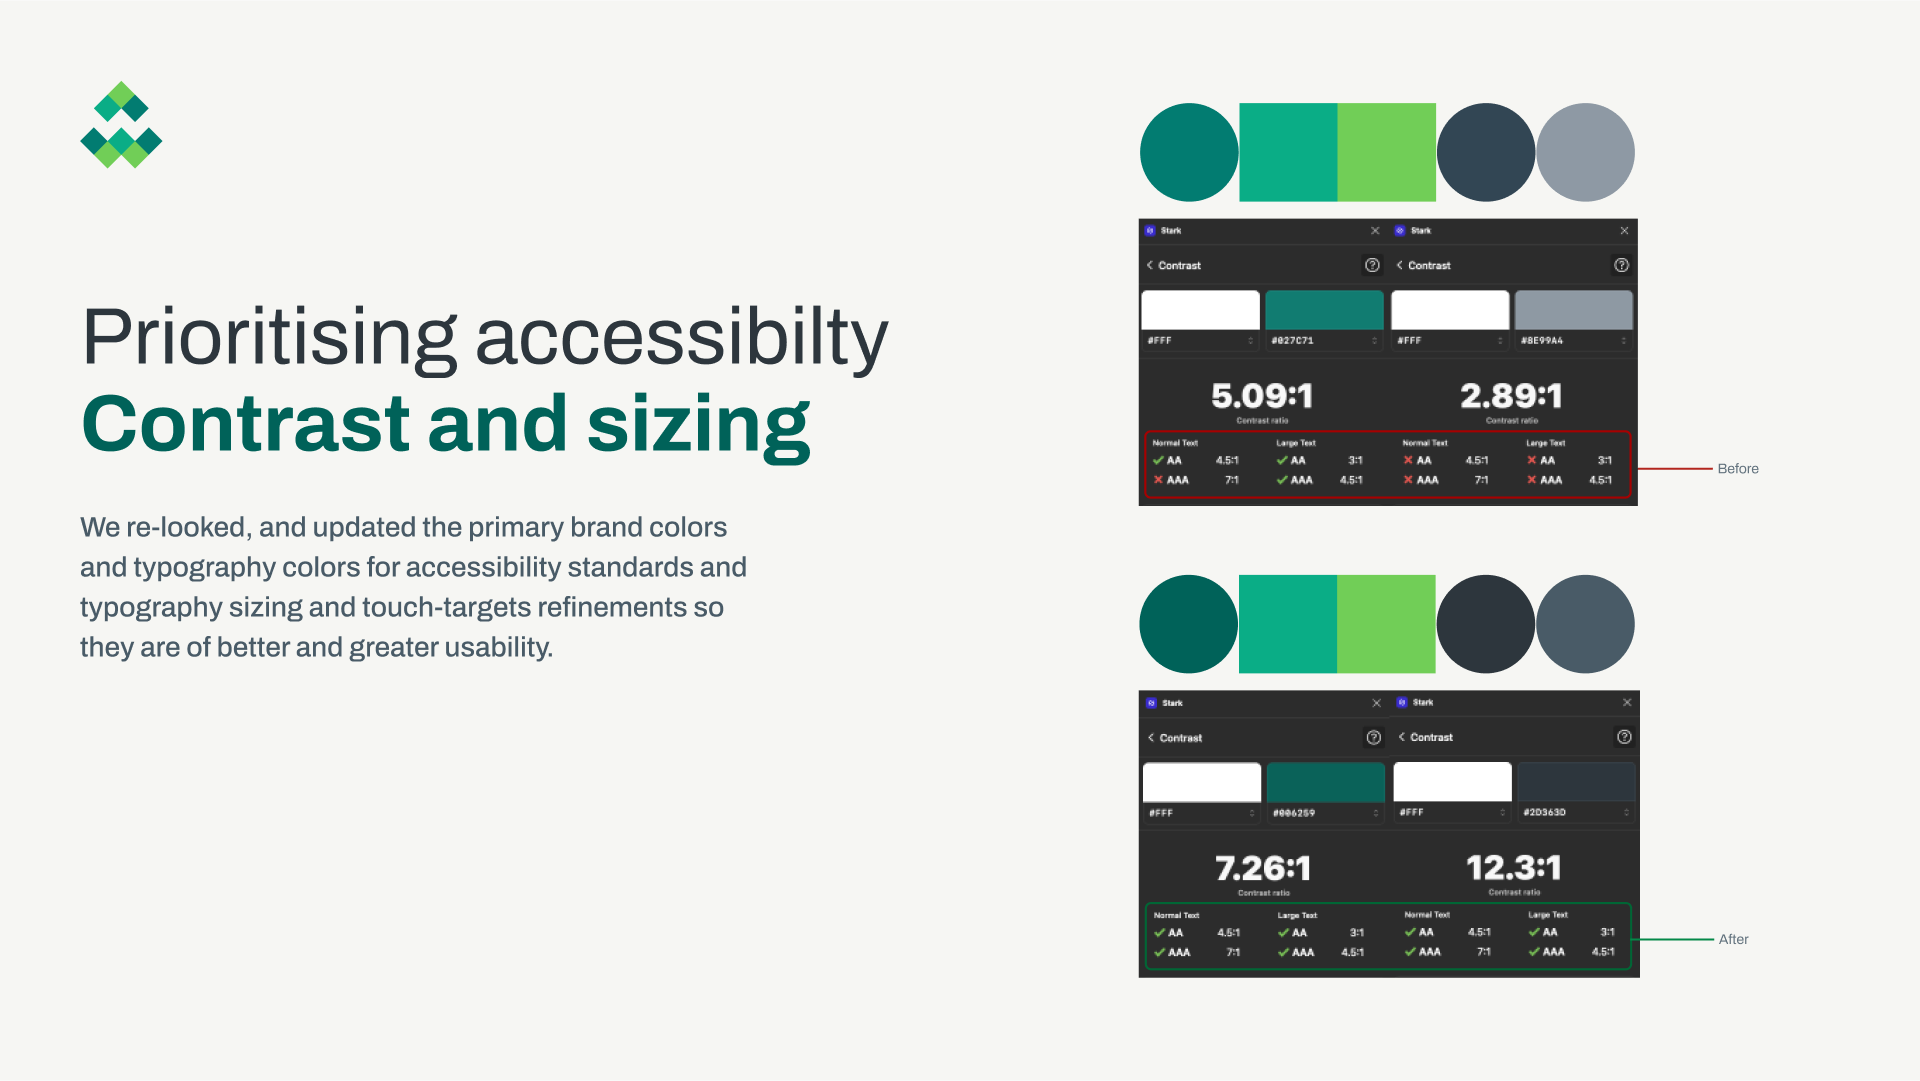 Prioritising accessibilty
Contrast and sizing
We re-looked, and updated the primary brand colors
and typography colors for accessibility standards and
typography sizing and touch-targets refinements so
they are of better and greater usability.
Stark Stark
Contrast Contrast
#FFF #027C71 #FFF #8E99A4
5.09:1 2.89:1
Contrast ratio Contrast ratio
Normal Text Large Text Normal Text Large Text
AA 4.5:1 AA 3:1 AA 4.5:1 AA 3:1
AAA 7:1 AAA 4.5:1 AAA 7:1 AAA 4.5:1
Before
Stark Stark
Contrast Contrast
#FFF #006259 #FFF #2D363D
7.26:1 12.3:1
Contrast ratio Contrast ratio
Normal Text Large Text Normal Text Large Text
AA 4.5:1 AA 3:1 AA 4.5:1 AA 3:1
AAA 7:1 AAA 4.5:1 AAA 7:1 AAA 4.5:1
After